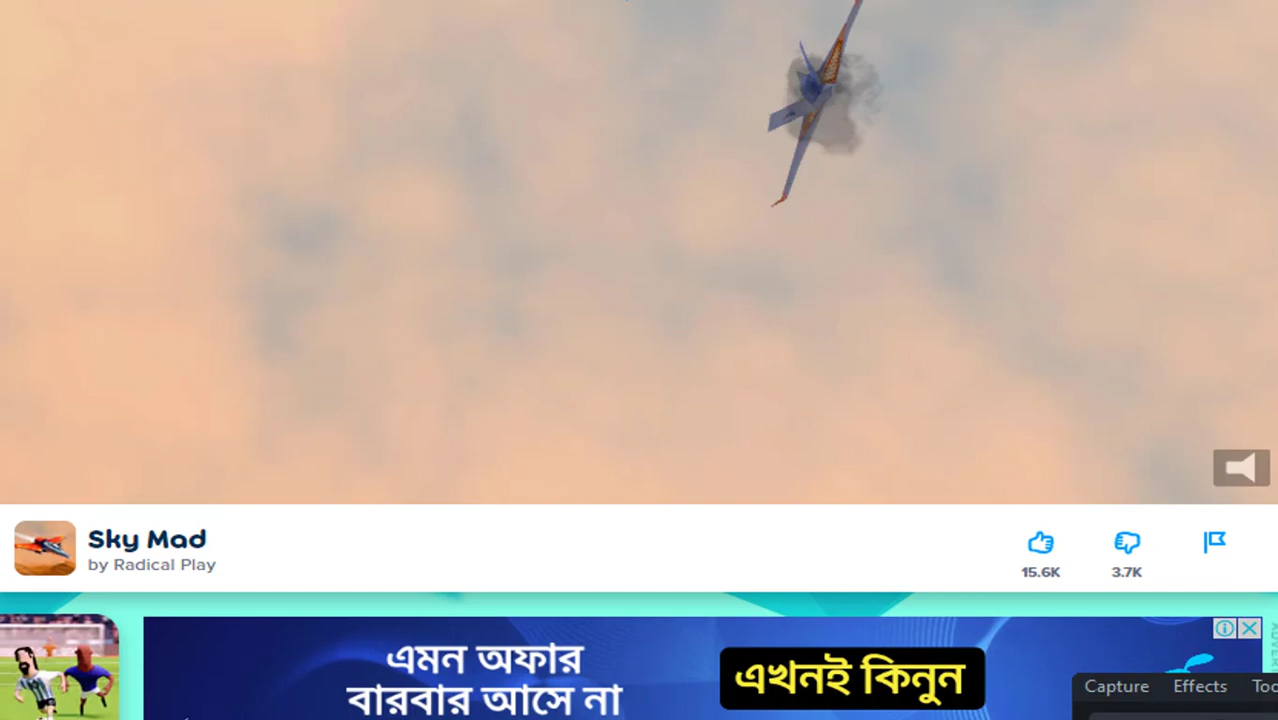 Sky Mad
by Radical Play
15.6K
3.7K
এমন অফার
বারবার আসে না
এখনই কিনুন
Capture
Effects